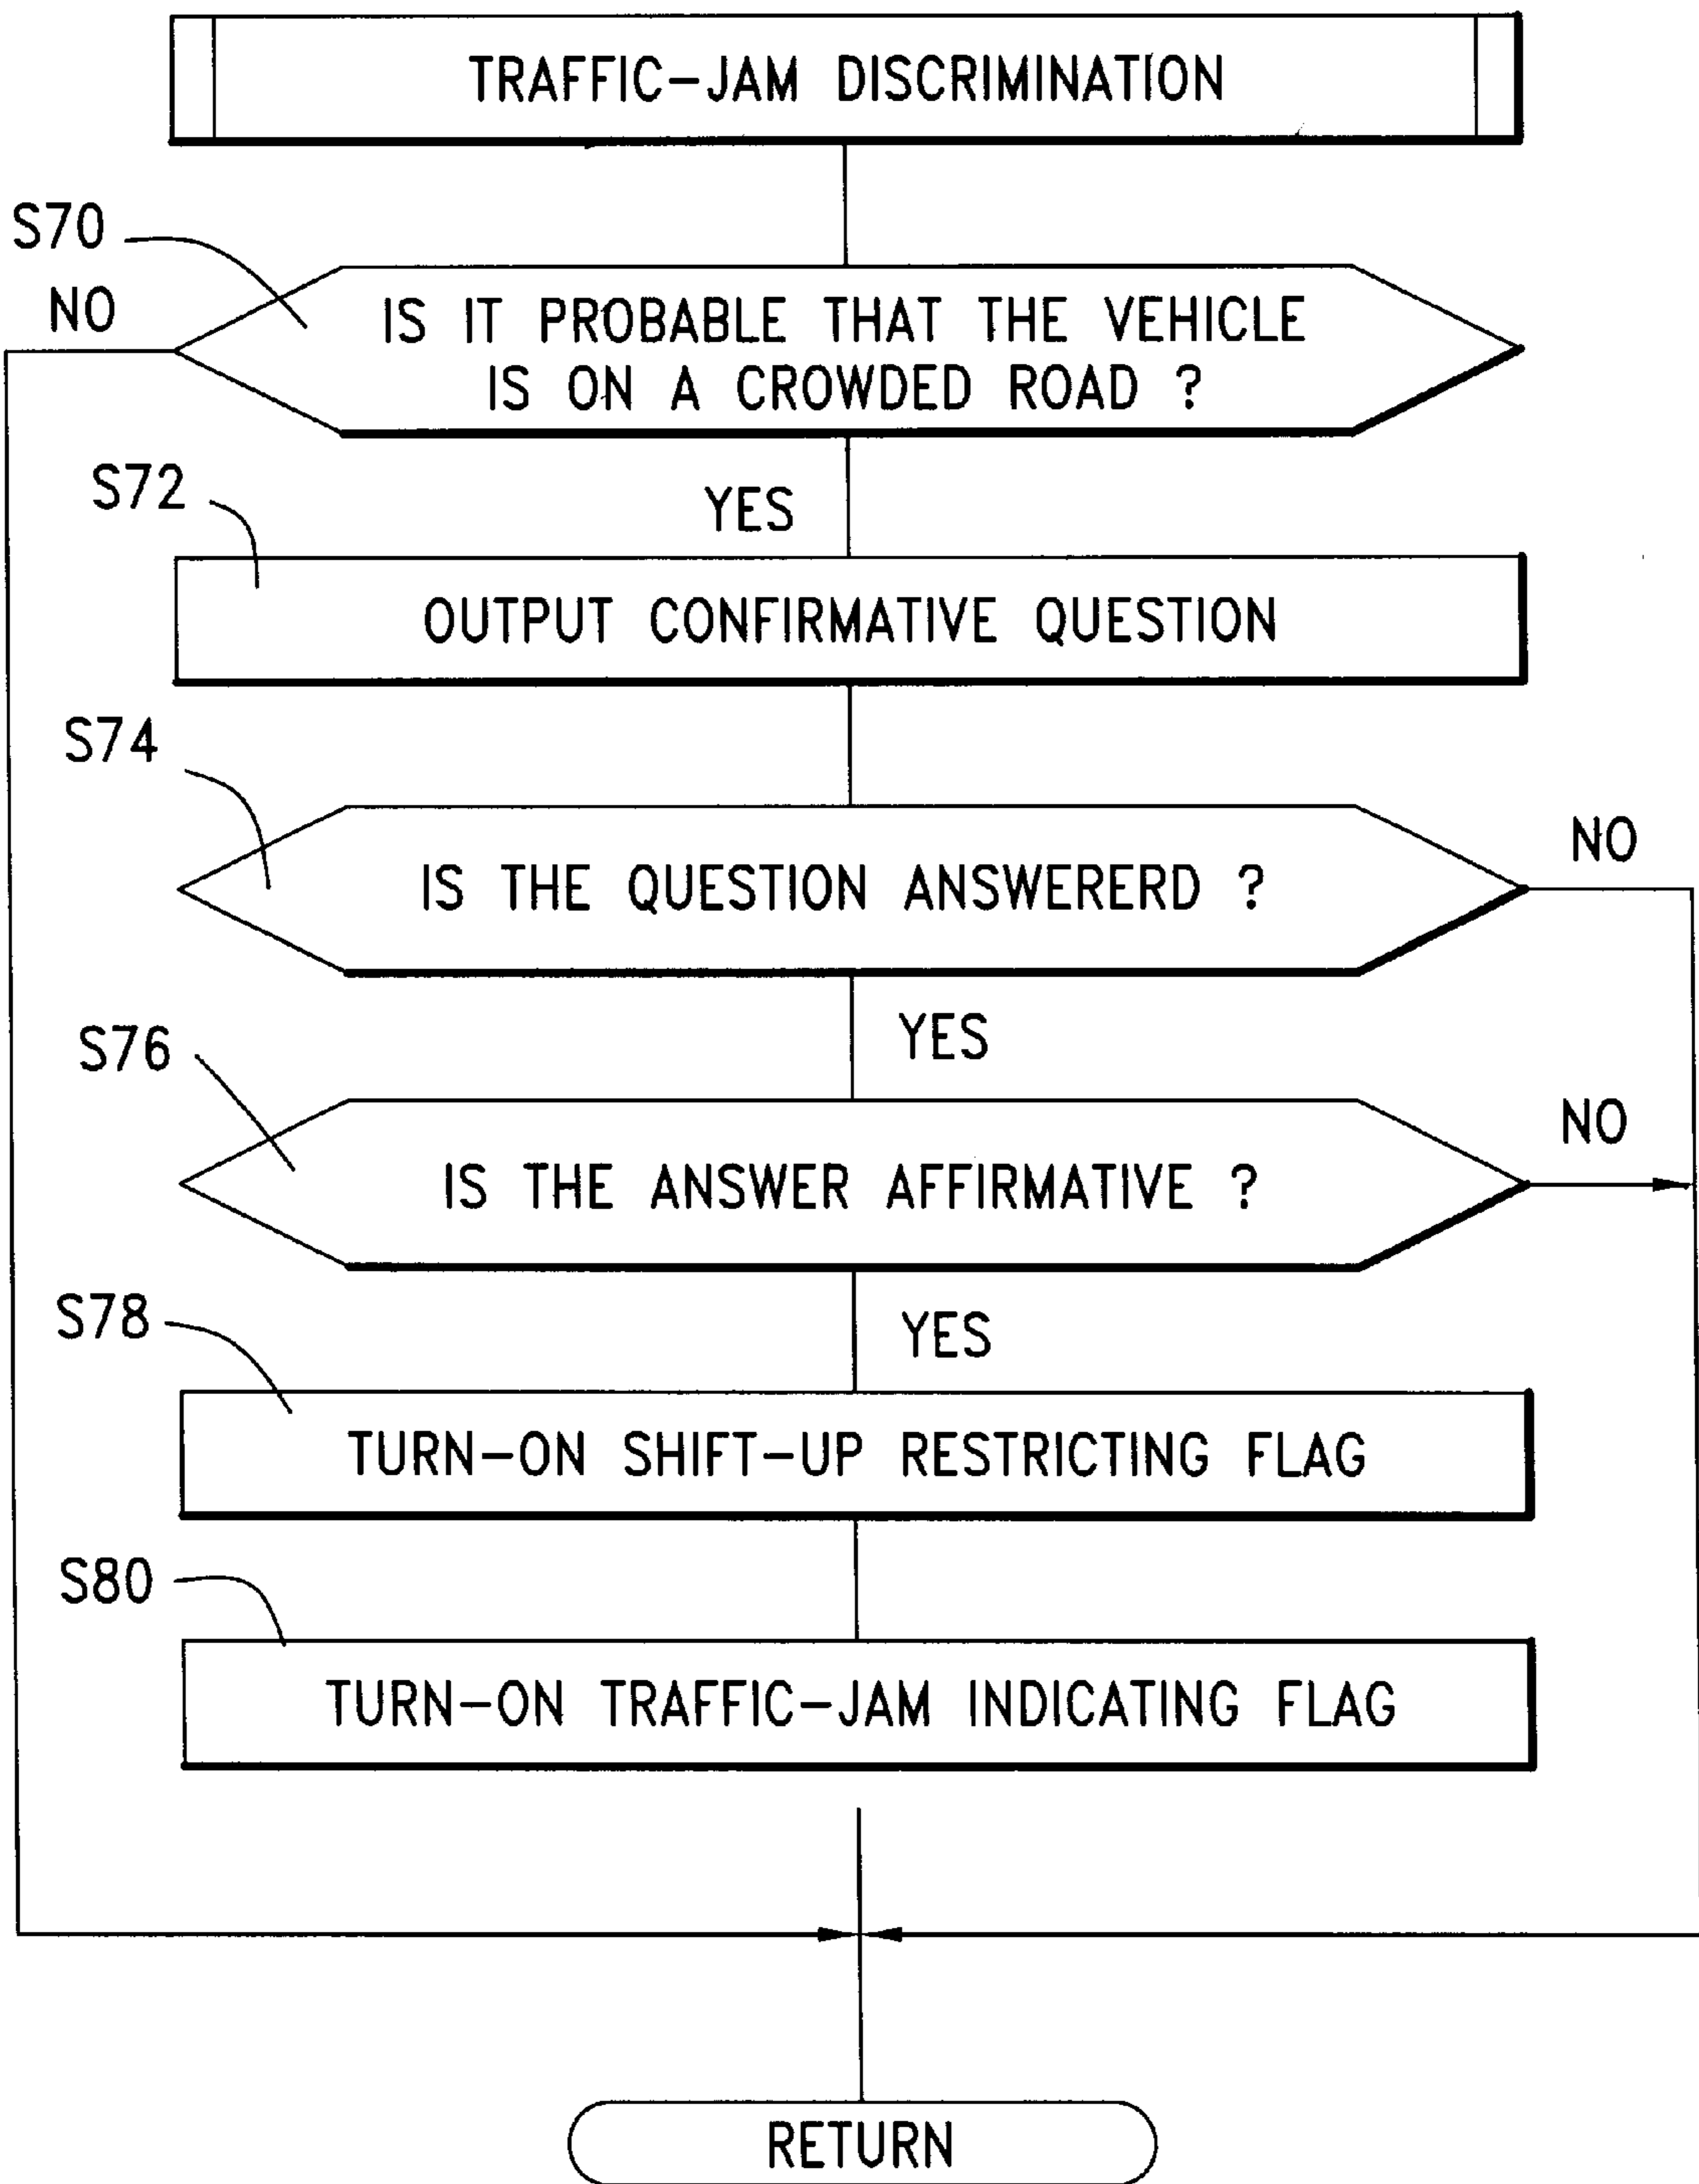 TRAFFIC-JAM DISCRIMINATION
S70
NO
IS IT PROBABLE THAT THE VEHICLE
IS ON A CROWDED ROAD ?
S72
YES
OUTPUT CONFIRMATIVE QUESTION
S74
NO
IS THE QUESTION ANSWERERD ?
YES
S76
NO
IS THE ANSWER AFFIRMATIVE ?
S78
YES
TURN-ON SHIFT-UP RESTRICTING FLAG
S80
TURN-ON TRAFFIC-JAM INDICATING FLAG
RETURN